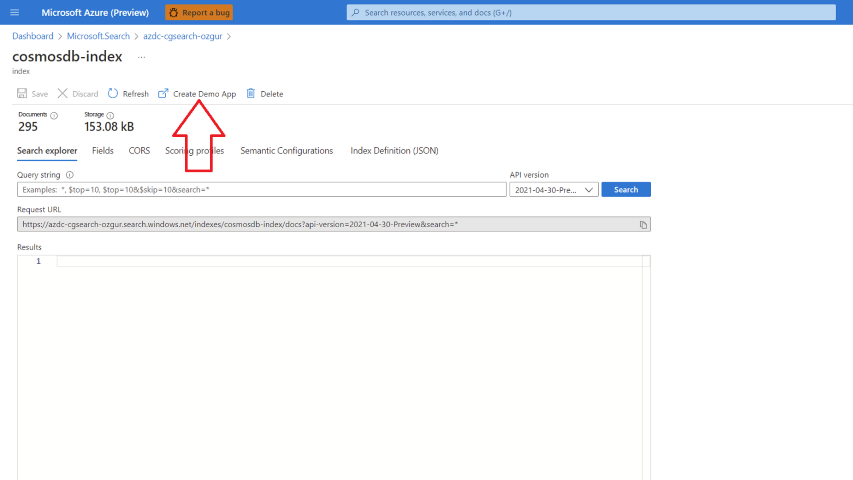 Microsoft Azure (Preview) Report a bug Search resources, services, and docs (G+/)
Dashboard > Microsoft.Search > azdc-cgsearch-ozgur >
cosmosdb-index ...
index
Save Discard Refresh Create Demo App Delete
Documents Storage
295 153.08 kB
Search explorer Fields CORS Scoring profiles Semantic Configurations Index Definition (JSON)
Query string API version
Examples: *, $top=10, $top=10&$skip=10&search=* 2021-04-30-Pre... Search
Request URL
https://azdc-cgsearch-ozgur.search.windows.net/indexes/cosmosdb-index/docs?api-version=2021-04-30-Preview&search=*
Results
1